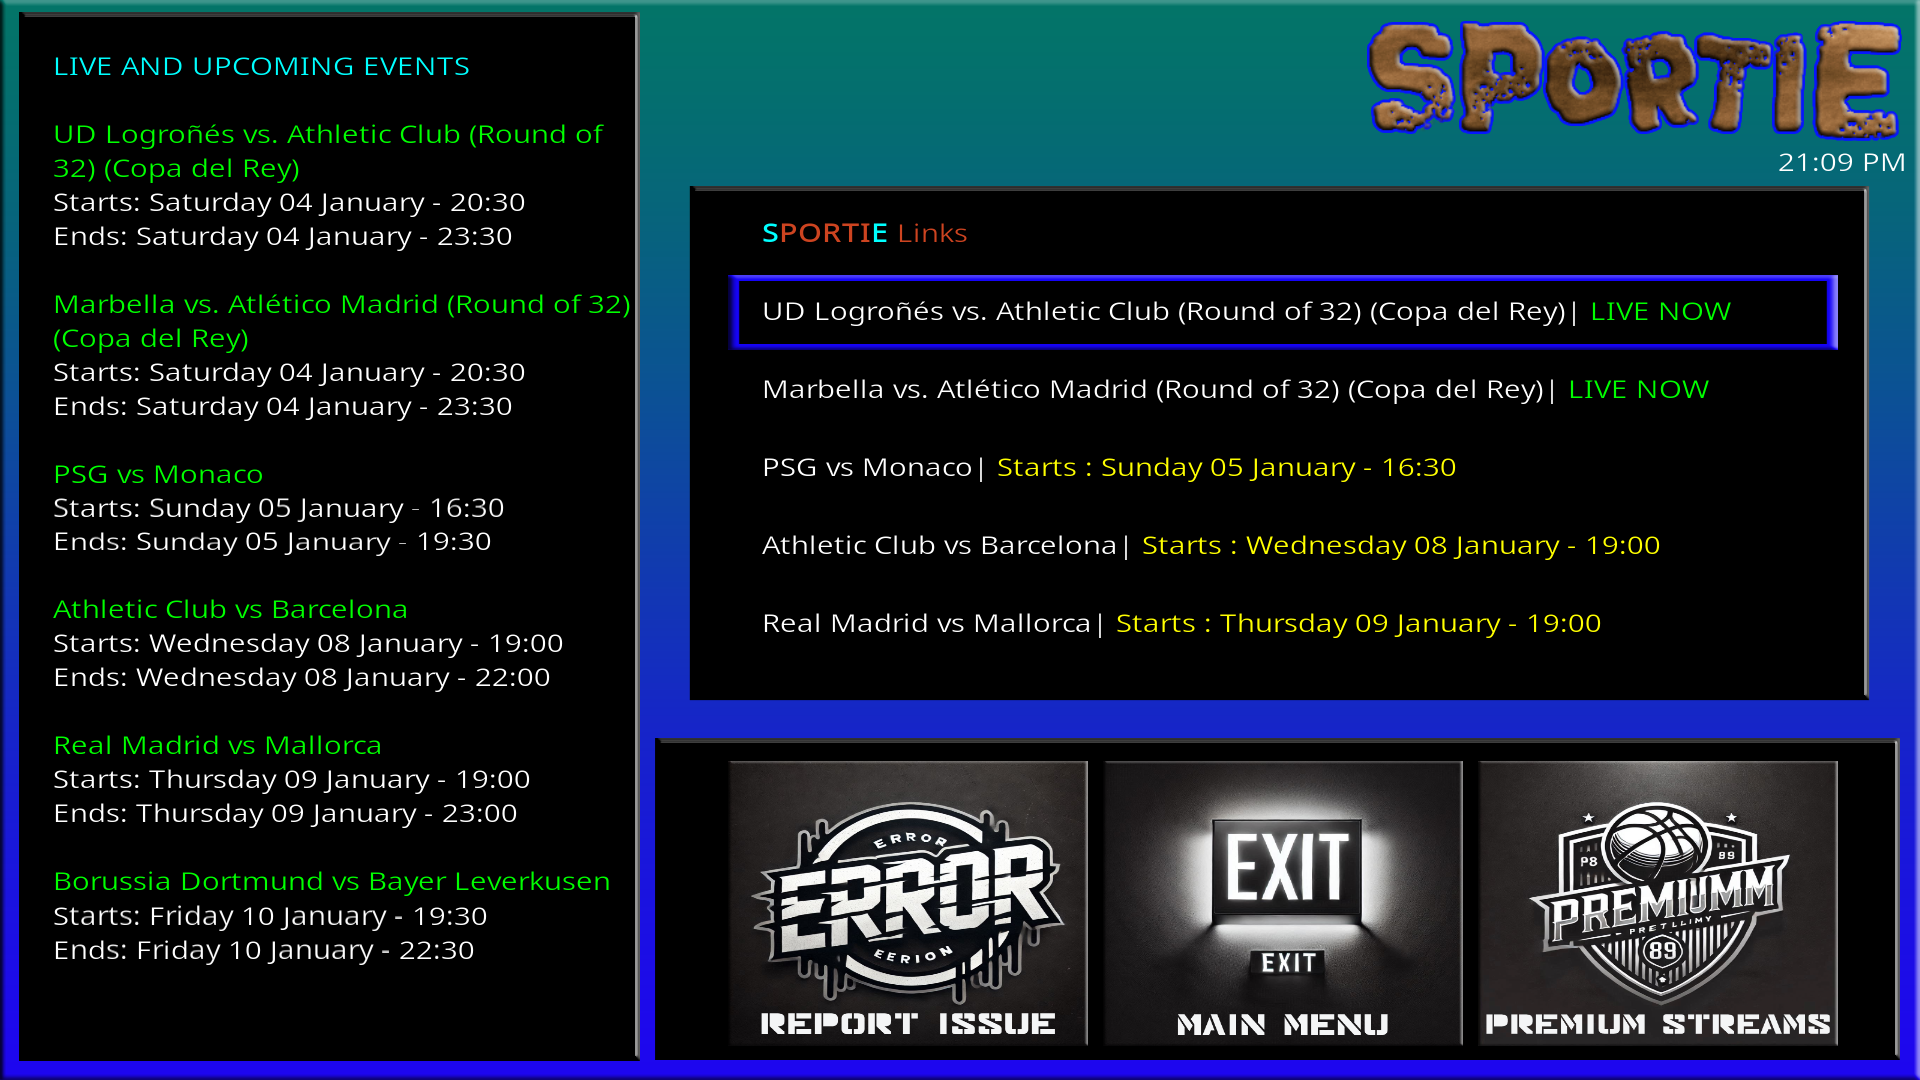 LIVE AND UPCOMING EVENTS
UD Logroñés vs. Athletic Club (Round of
32) (Copa del Rey)
Starts: Saturday 04 January - 20:30
Ends: Saturday 04 January - 23:30
Marbella vs. Atlético Madrid (Round of 32)
(Copa del Rey)
Starts: Saturday 04 January - 20:30
Ends: Saturday 04 January - 23:30
PSG vs Monaco
Starts: Sunday 05 January - 16:30
Ends: Sunday 05 January - 19:30
Athletic Club vs Barcelona
Starts: Wednesday 08 January - 19:00
Ends: Wednesday 08 January - 22:00
Real Madrid vs Mallorca
Starts: Thursday 09 January - 19:00
Ends: Thursday 09 January - 23:00
Borussia Dortmund vs Bayer Leverkusen
Starts: Friday 10 January - 19:30
Ends: Friday 10 January - 22:30
SPORTIE
21:09 PM
SPORTIE Links
UD Logroñés vs. Athletic Club (Round of 32) (Copa del Rey)| LIVE NOW
Marbella vs. Atlético Madrid (Round of 32) (Copa del Rey)| LIVE NOW
PSG vs Monaco| Starts : Sunday 05 January - 16:30
Athletic Club vs Barcelona| Starts : Wednesday 08 January - 19:00
Real Madrid vs Mallorca| Starts : Thursday 09 January - 19:00
ERROR
ERROR
EERION
REPORT ISSUE
EXIT
EXIT
MAIN MENU
P8 89
PREMIUMM
89
PREMIUM STREAMS